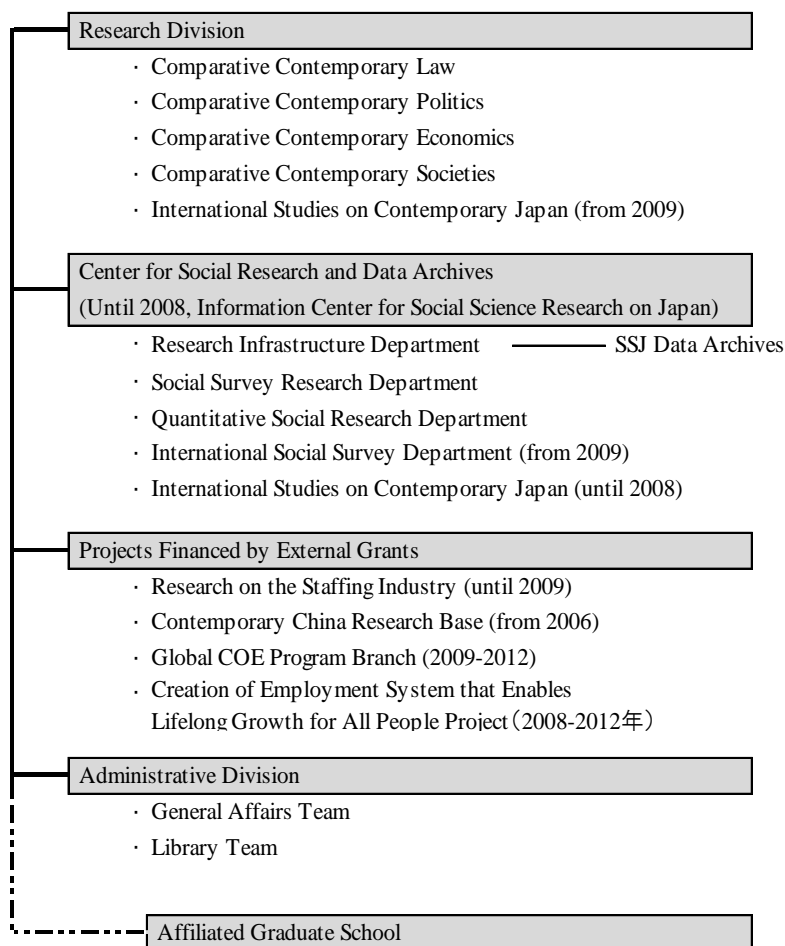 Research Division
· Comparative Contemporary Law
· Comparative Contemporary Politics
· Comparative Contemporary Economics
· Comparative Contemporary Societies
· International Studies on Contemporary Japan (from 2009)
Center for Social Research and Data Archives
(Until 2008, Information Center for Social Science Research on Japan)
· Research Infrastructure Department SSJ Data Archives
· Social Survey Research Department
· Quantitative Social Research Department
· International Social Survey Department (from 2009)
· International Studies on Contemporary Japan (until 2008)
Projects Financed by External Grants
· Research on the Staffing Industry (until 2009)
· Contemporary China Research Base (from 2006)
· Global COE Program Branch (2009-2012)
· Creation of Employment System that Enables
Lifelong Growth for All People Project（2008-2012年）
Administrative Division
· General Affairs Team
· Library Team
Affiliated Graduate School